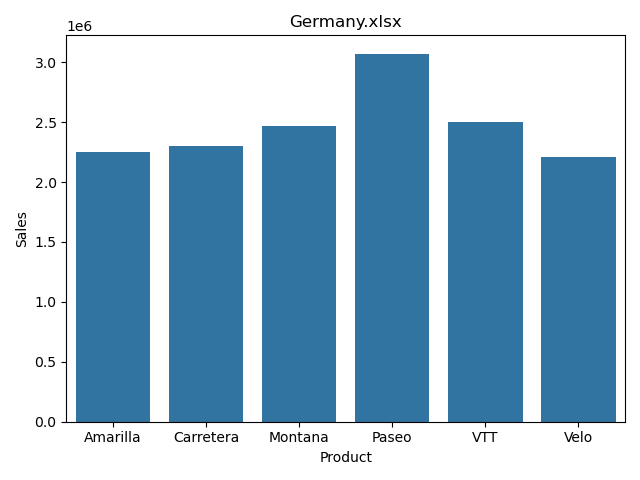 Germany.xlsx
1e6
3.0
2.5
2.0
1.5
1.0
0.5
0.0
Sales
Amarilla Carretera Montana Paseo VTT Velo
Product